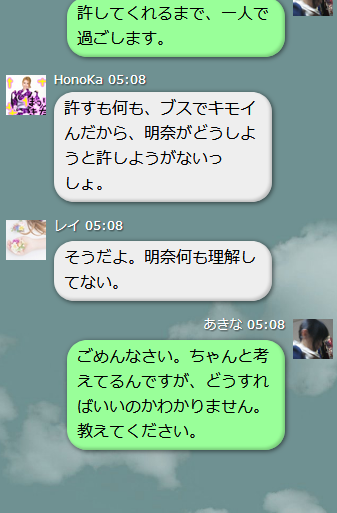 許してくれるまで、一人で
過ごします。
HonoKa 05:08
許すも何も、ブスでキモイ
んだから、明奈がどうしよ
うと許しようがないっ
しょ。
レイ 05:08
そうだよ。明奈何も理解し
てない。
あきな 05:08
ごめんなさい。ちゃんと考
えてるんですが、どうすれ
ばいいのかわかりません。
教えてください。